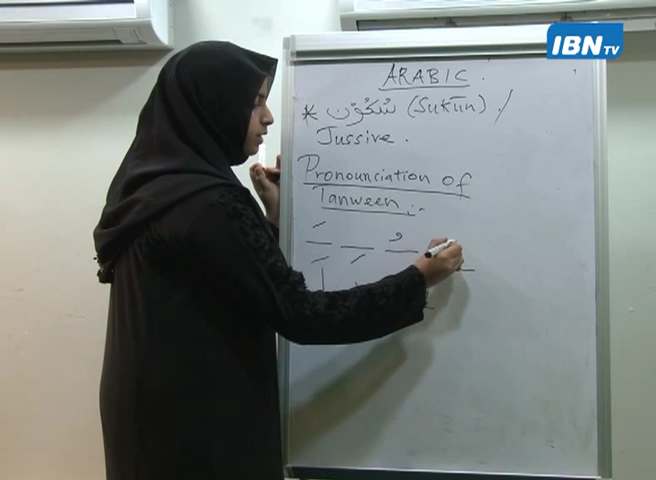 IBN TV
ARABIC.
* سُكُوْن (Sukūn) /
Jussive.
Pronounciation of
Tanween :-